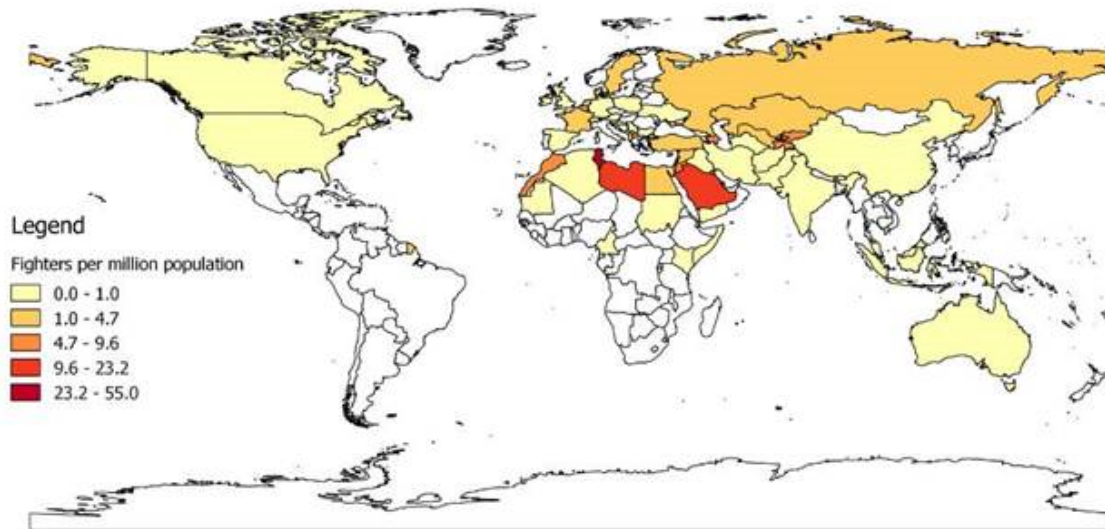 Legend
Fighters per million population
0.0 - 1.0
1.0 - 4.7
4.7 - 9.6
9.6 - 23.2
23.2 - 55.0